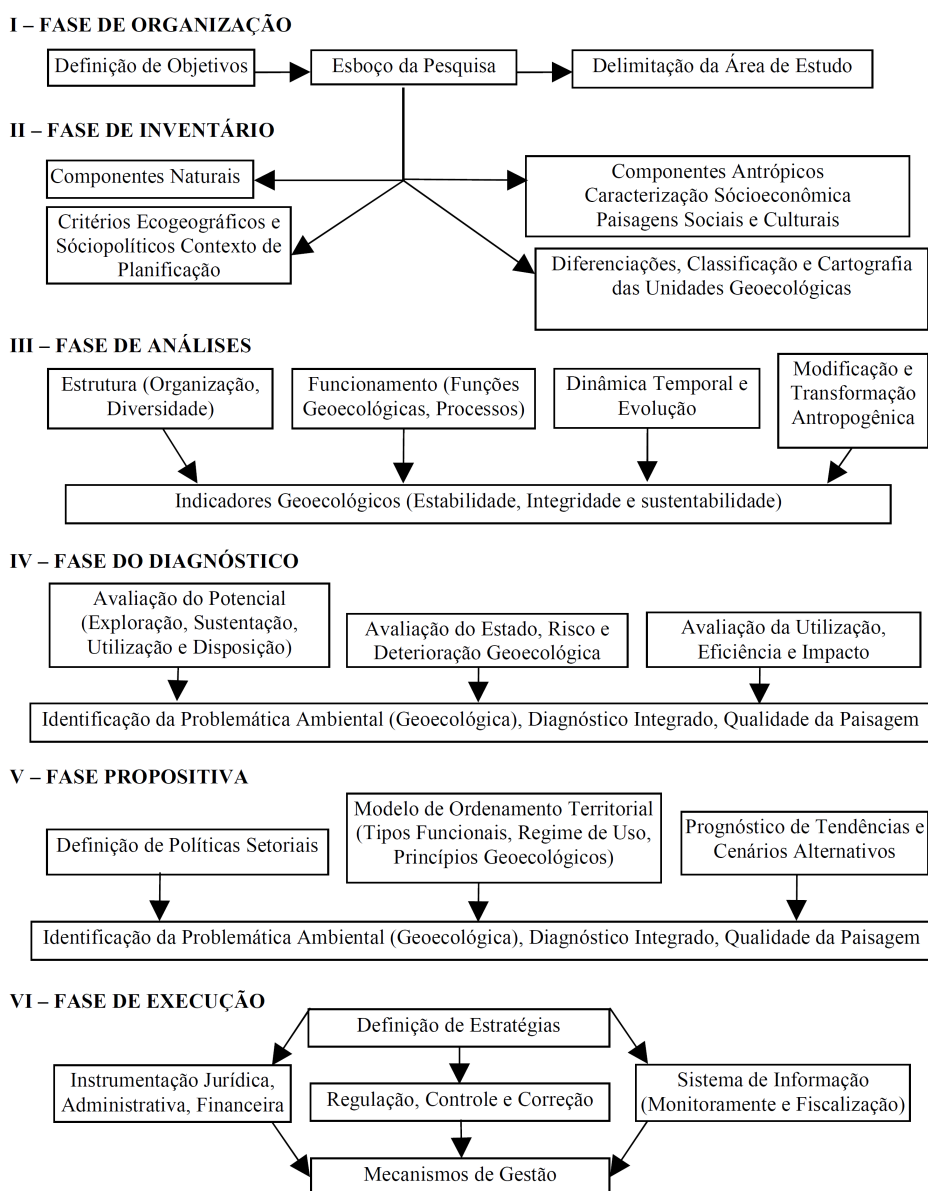 I – FASE DE ORGANIZAÇÃO
Definição de Objetivos
Esboço da Pesquisa
Delimitação da Área de Estudo
II – FASE DE INVENTÁRIO
Componentes Naturais
Componentes Antrópicos
Caracterização Sócioeconômica
Paisagens Sociais e Culturais
Critérios Ecogeográficos e
Sóciopolíticos Contexto de
Planificação
Diferenciações, Classificação e Cartografia
das Unidades Geoecológicas
III – FASE DE ANÁLISES
Estrutura (Organização,
Diversidade)
Funcionamento (Funções
Geoecológicas, Processos)
Dinâmica Temporal e
Evolução
Modificação e
Transformação
Antropogênica
Indicadores Geoecológicos (Estabilidade, Integridade e sustentabilidade)
IV – FASE DO DIAGNÓSTICO
Avaliação do Potencial
(Exploração, Sustentação,
Utilização e Disposição)
Avaliação do Estado, Risco e
Deterioração Geoecológica
Avaliação da Utilização,
Eficiência e Impacto
Identificação da Problemática Ambiental (Geoecológica), Diagnóstico Integrado, Qualidade da Paisagem
V – FASE PROPOSITIVA
Definição de Políticas Setoriais
Modelo de Ordenamento Territorial
(Tipos Funcionais, Regime de Uso,
Princípios Geoecológicos)
Prognóstico de Tendências e
Cenários Alternativos
Identificação da Problemática Ambiental (Geoecológica), Diagnóstico Integrado, Qualidade da Paisagem
VI – FASE DE EXECUÇÃO
Definição de Estratégias
Instrumentação Jurídica,
Administrativa, Financeira
Regulação, Controle e Correção
Sistema de Informação
(Monitoramente e Fiscalização)
Mecanismos de Gestão